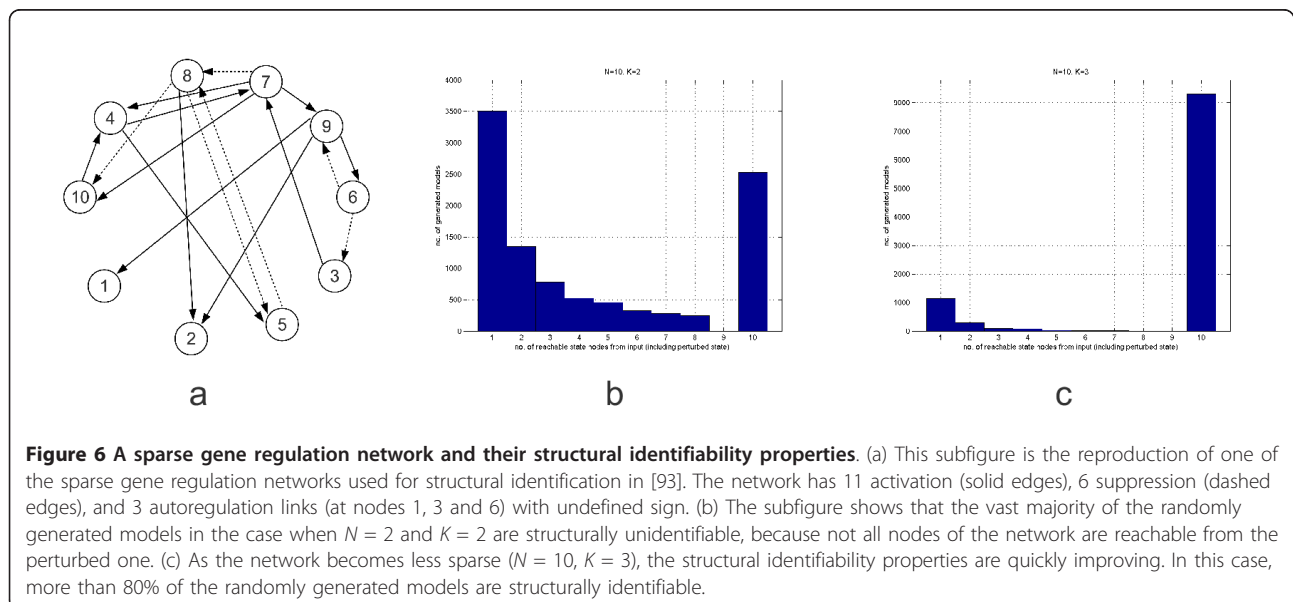 8
7
4
9
10
6
1
3
2
5
a
N=10, K=2
4000
3500
3000
2500
2000
1500
1000
500
0
no. of generated models
1 2 3 4 5 6 7 8 9 10
no. of reachable state nodes from input (including perturbed state)
b
N=10, K=3
9000
8000
7000
6000
5000
4000
3000
2000
1000
0
no. of generated models
1 2 3 4 5 6 7 8 9 10
no. of reachable state nodes from input (including perturbed state)
c
Figure 6 A sparse gene regulation network and their structural identifiability properties. (a) This subfigure is the reproduction of one of
the sparse gene regulation networks used for structural identification in [93]. The network has 11 activation (solid edges), 6 suppression (dashed
edges), and 3 autoregulation links (at nodes 1, 3 and 6) with undefined sign. (b) The subfigure shows that the vast majority of the randomly
generated models in the case when N = 2 and K = 2 are structurally unidentifiable, because not all nodes of the network are reachable from the
perturbed one. (c) As the network becomes less sparse (N = 10, K = 3), the structural identifiability properties are quickly improving. In this case,
more than 80% of the randomly generated models are structurally identifiable.